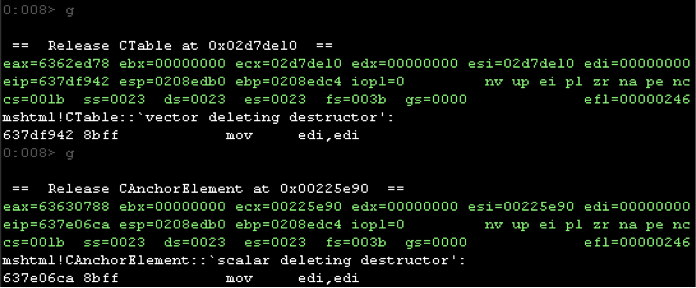 0:008> g
== Release CTable at 0x02d7de10 ==
eax=6362ed78 ebx=00000000 ecx=02d7de10 edx=00000000 esi=02d7de10 edi=00000000
eip=637df942 esp=0208edb0 ebp=0208edc4 iopl=0 nv up ei pl zr na pe nc
cs=001b ss=0023 ds=0023 es=0023 fs=003b gs=0000 efl=00000246
mshtml!CTable::`vector deleting destructor':
637df942 8bff mov edi,edi
0:008> g
== Release CAnchorElement at 0x00225e90 ==
eax=63630788 ebx=00000000 ecx=00225e90 edx=00000000 esi=00225e90 edi=00000000
eip=637e06ca esp=0208edb0 ebp=0208edc4 iopl=0 nv up ei pl zr na pe nc
cs=001b ss=0023 ds=0023 es=0023 fs=003b gs=0000 efl=00000246
mshtml!CAnchorElement::`scalar deleting destructor':
637e06ca 8bff mov edi,edi